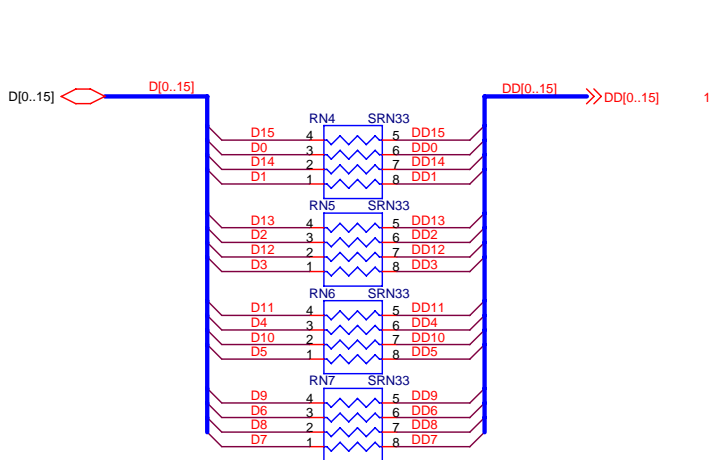 D[0..15] D[0..15] DD[0..15] DD[0..15] 1
RN4 SRN33
D15 4 5 DD15
D0 3 6 DD0
D14 2 7 DD14
D1 1 8 DD1
RN5 SRN33
D13 4 5 DD13
D2 3 6 DD2
D12 2 7 DD12
D3 1 8 DD3
RN6 SRN33
D11 4 5 DD11
D4 3 6 DD4
D10 2 7 DD10
D5 1 8 DD5
RN7 SRN33
D9 4 5 DD9
D6 3 6 DD6
D8 2 7 DD8
D7 1 8 DD7